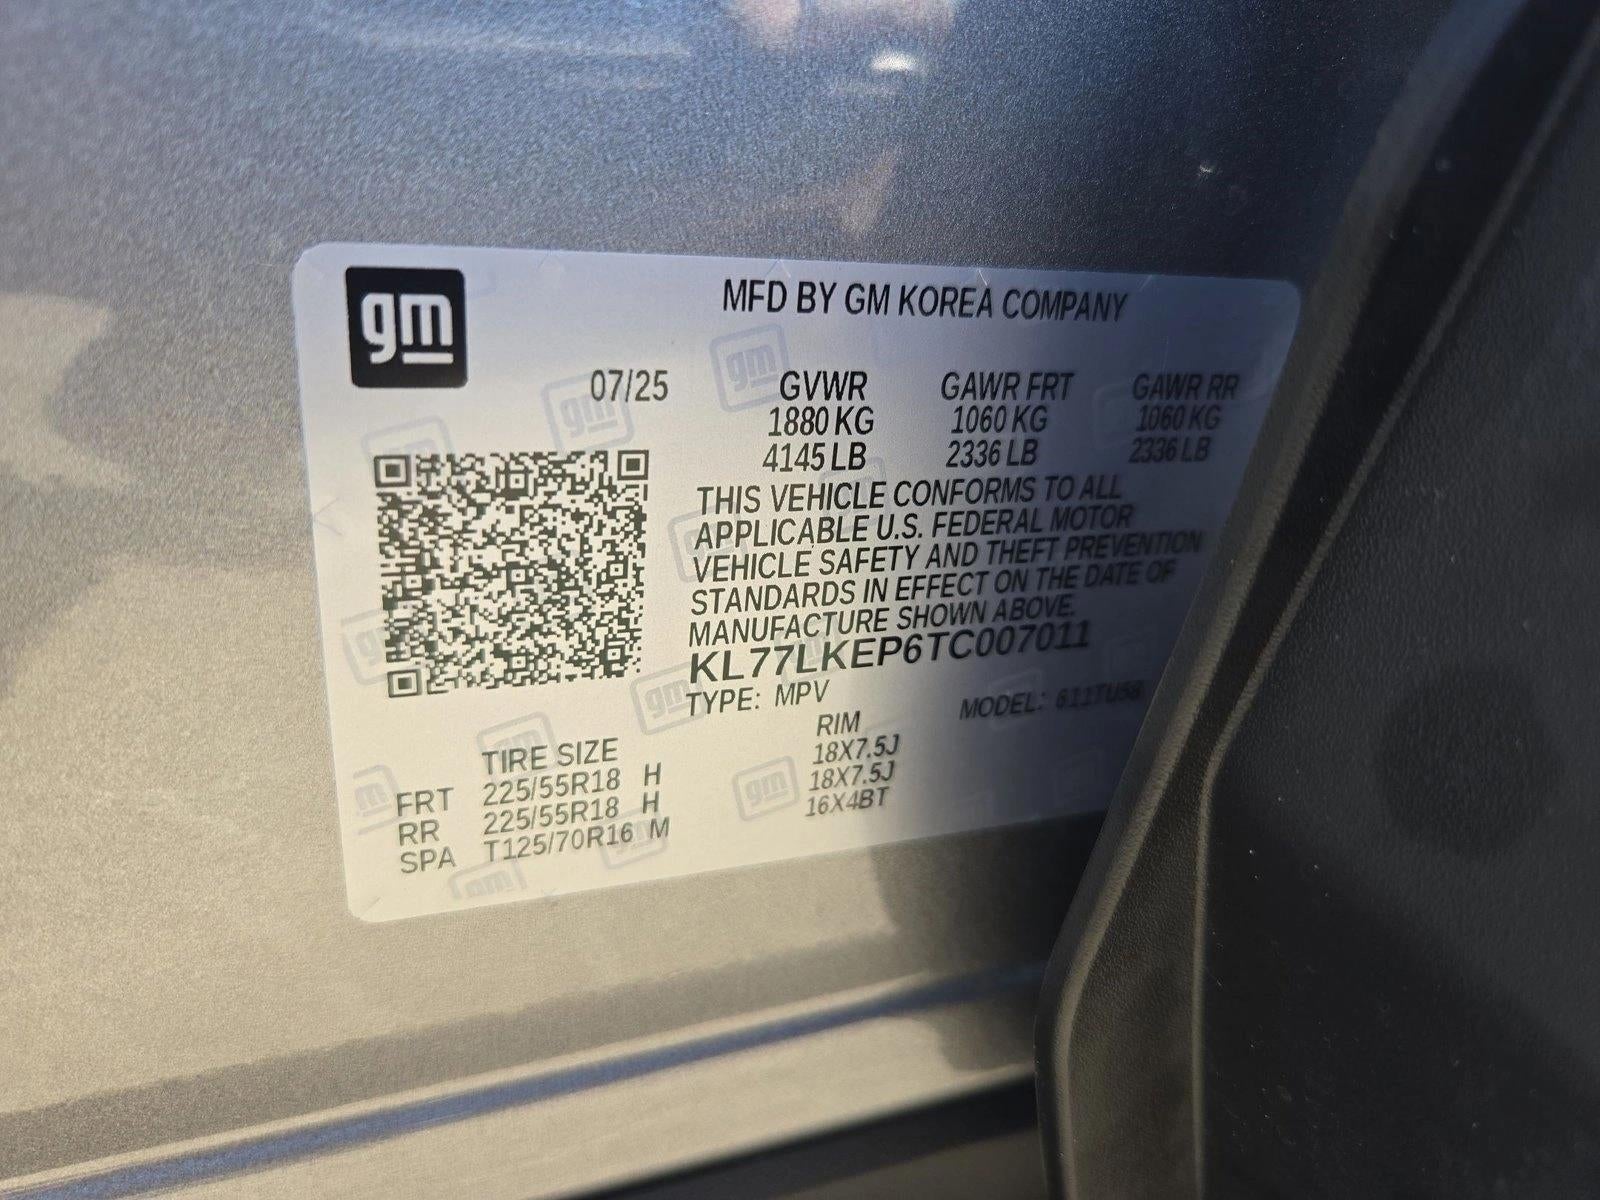 gm
MFD BY GM KOREA COMPANY
07/25 GVWR GAWR FRT GAWR RR
1880 KG 1060 KG 1060 KG
4145 LB 2336 LB 2336 LB
THIS VEHICLE CONFORMS TO ALL
APPLICABLE U.S. FEDERAL MOTOR
VEHICLE SAFETY AND THEFT PREVENTION
STANDARDS IN EFFECT ON THE DATE OF
MANUFACTURE SHOWN ABOVE.
KL77LKEP6TC007011
TYPE: MPV MODEL: 611TU58
TIRE SIZE RIM
FRT 225/55R18 H 18X7.5J
RR 225/55R18 H 18X7.5J
SPA T125/70R16 M 16X4BT